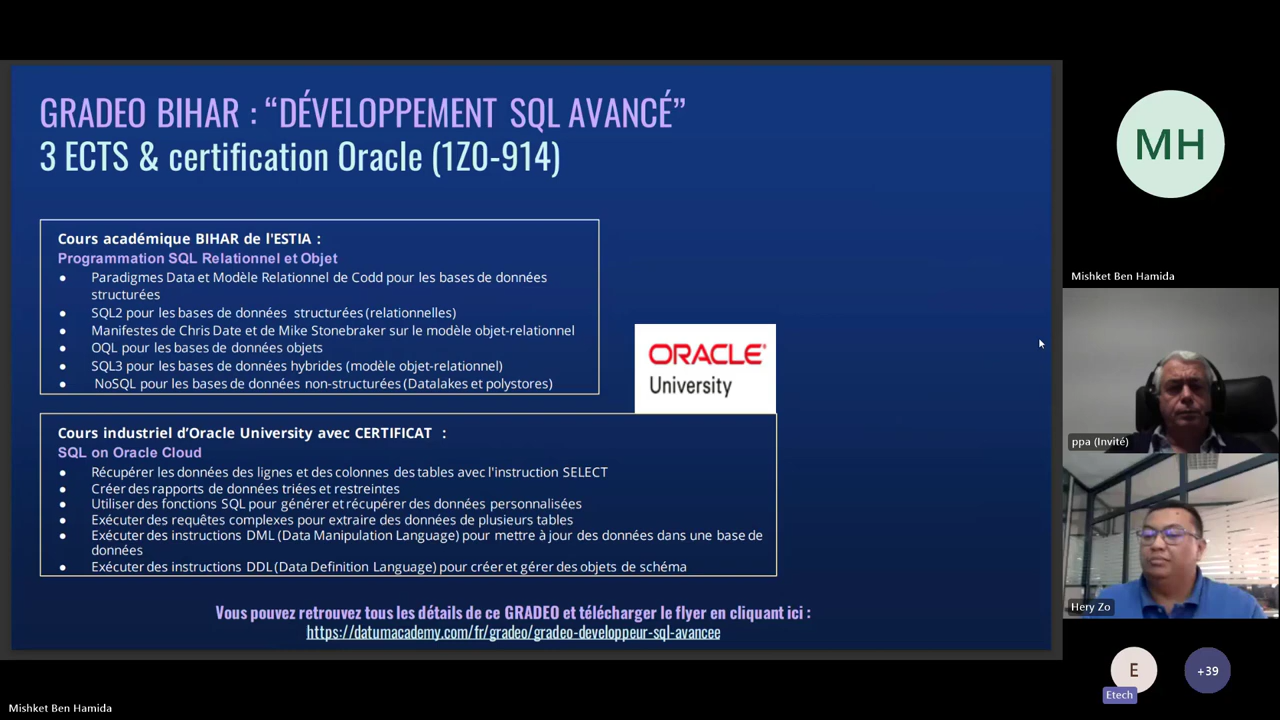 GRADEO BIHAR : “DÉVELOPPEMENT SQL AVANCÉ”
3 ECTS & certification Oracle (1Z0-914)
Cours académique BIHAR de l'ESTIA :
Programmation SQL Relationnel et Objet
● Paradigmes Data et Modèle Relationnel de Codd pour les bases de données
structurées
● SQL2 pour les bases de données structurées (relationnelles)
● Manifestes de Chris Date et de Mike Stonebraker sur le modèle objet-relationnel
● OQL pour les bases de données objets
● SQL3 pour les bases de données hybrides (modèle objet-relationnel)
● NoSQL pour les bases de données non-structurées (Datalakes et polystores)
ORACLE®
University
Cours industriel d’Oracle University avec CERTIFICAT :
SQL on Oracle Cloud
● Récupérer les données des lignes et des colonnes des tables avec l'instruction SELECT
● Créer des rapports de données triées et restreintes
● Utiliser des fonctions SQL pour générer et récupérer des données personnalisées
● Exécuter des requêtes complexes pour extraire des données de plusieurs tables
● Exécuter des instructions DML (Data Manipulation Language) pour mettre à jour des données dans une base de
données
● Exécuter des instructions DDL (Data Definition Language) pour créer et gérer des objets de schéma
Vous pouvez retrouvez tous les détails de ce GRADEO et télécharger le flyer en cliquant ici :
https://datumacademy.com/fr/gradeo/gradeo-developpeur-sql-avancee
MH
Mishket Ben Hamida
ppa (Invité)
Hery Zo
E
Etech
+39
Mishket Ben Hamida